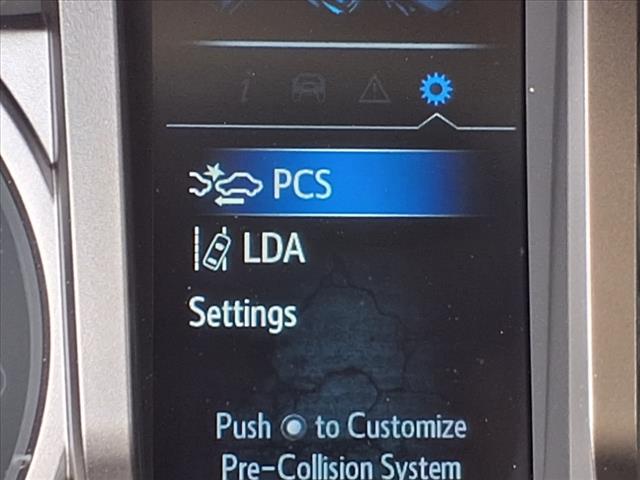 PCS
LDA
Settings
Push to Customize
Pre-Collision System